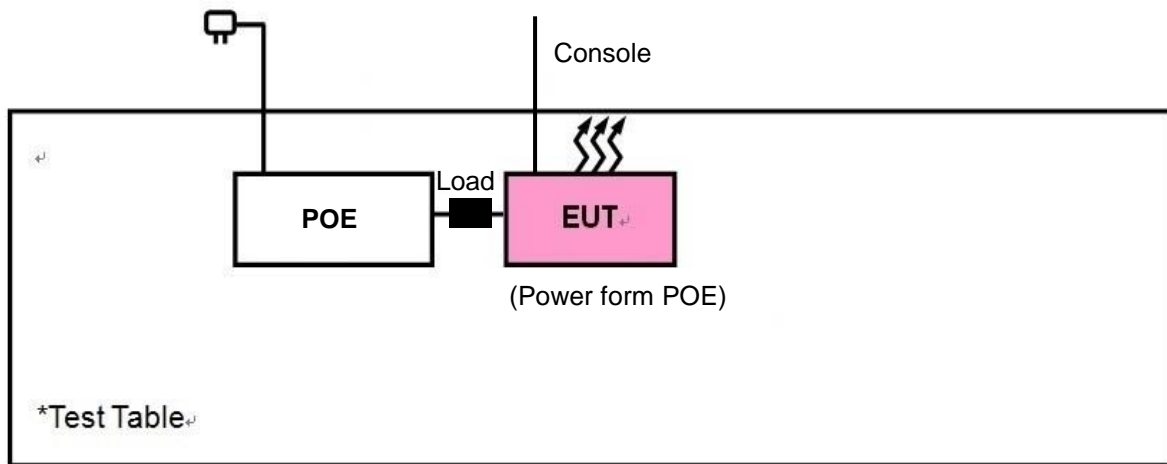 Console
Load
POE
EUT
(Power form POE)
*Test Table